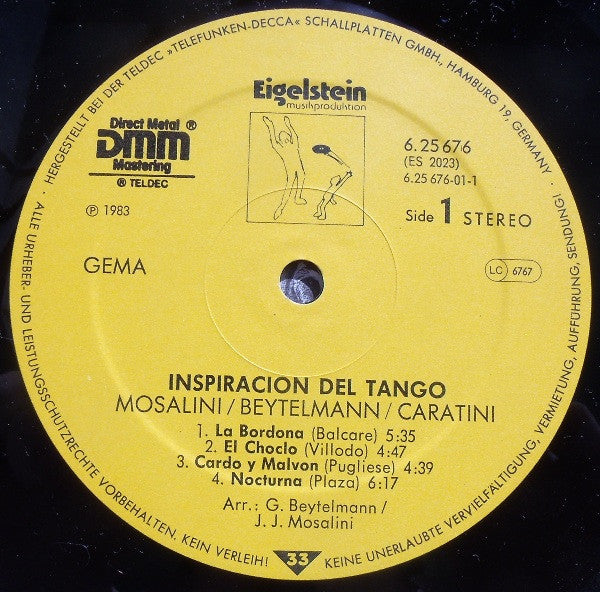 · HERGESTELLT BEI DER TELDEC »TELEFUNKEN-DECCA« SCHALLPLATTEN GMBH, HAMBURG 19, GERMANY ·
Eigelstein
musikproduktion
Direct Metal ®
DMM
Mastering
® TELDEC
6.25 676
(ES 2023)
6.25 676-01-1
℗ 1983
Side 1 STEREO
GEMA
LC 6767
INSPIRACION DEL TANGO
MOSALINI / BEYTELMANN / CARATINI
1. La Bordona (Balcare) 5:35
2. El Choclo (Villodo) 4:47
3. Cardo y Malvon (Pugliese) 4:39
4. Nocturna (Plaza) 6:17
Arr.: G. Beytelmann /
J. J. Mosalini
ALLE URHEBER- UND LEISTUNGSSCHUTZRECHTE VORBEHALTEN. KEIN VERLEIH!
33
KEINE UNERLAUBTE VERVIELFÄLTIGUNG, VERMIETUNG, AUFFÜHRUNG, SENDUNG!